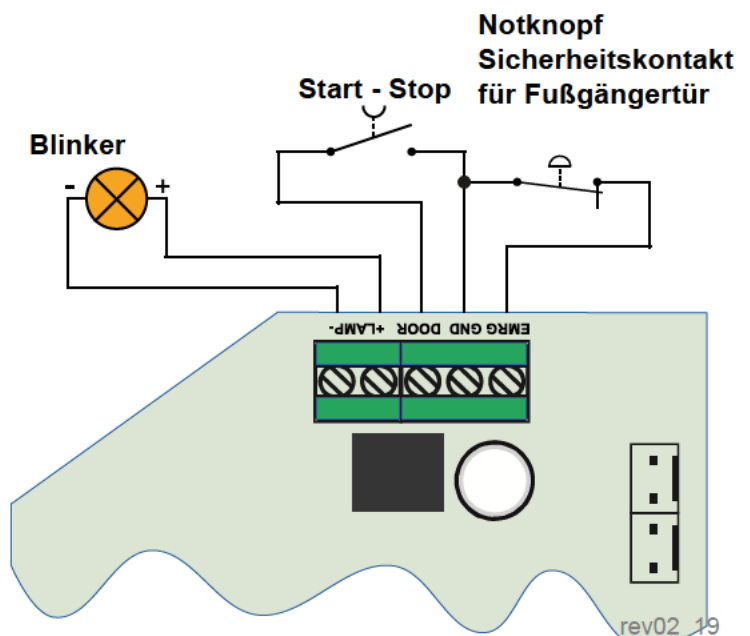 Notknopf
Sicherheitskontakt
für Fußgängertür
Start - Stop
Blinker
- +
+LAMP- DOOR GND EMRG
rev02_19